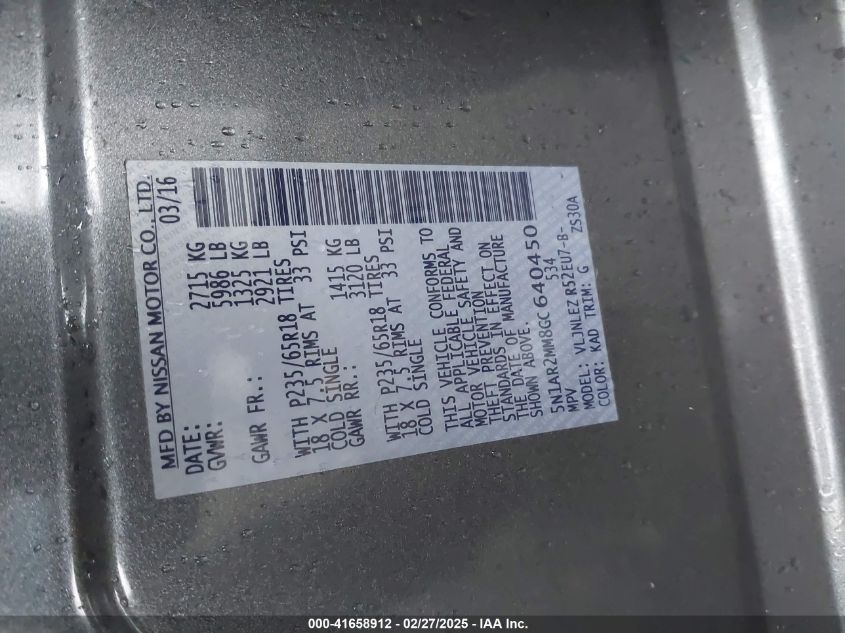 MFD BY NISSAN MOTOR CO., LTD.
DATE: 03/16
GVWR: 2715 KG
5986 LB
GAWR FR.: 1325 KG
2921 LB
WITH P235/65R18 TIRES
18 X 7.5 RIMS AT 33 PSI
COLD SINGLE
GAWR RR.: 1415 KG
3120 LB
WITH P235/65R18 TIRES
18 X 7.5 RIMS AT 33 PSI
COLD SINGLE
THIS VEHICLE CONFORMS TO
ALL APPLICABLE FEDERAL
MOTOR VEHICLE SAFETY AND
THEFT PREVENTION
STANDARDS IN EFFECT ON
THE DATE OF MANUFACTURE
SHOWN ABOVE.
5N1AR2MM8GC640450
MPV 534
MODEL: VLJNLEZ R52EU7-B-
COLOR: KAD TRIM: G ZS30A
000-41658912 - 02/27/2025 - IAA Inc.